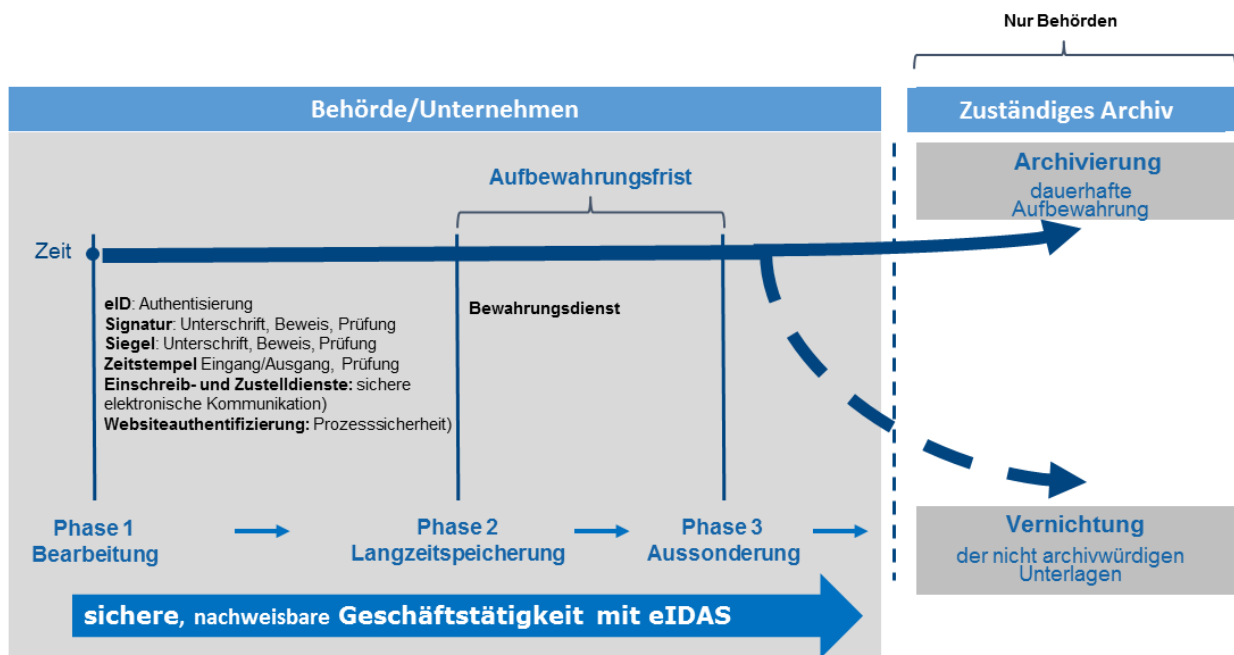 Nur Behörden
Behörde/Unternehmen
Zuständiges Archiv
Archivierung
dauerhafte
Aufbewahrung
Aufbewahrungsfrist
Zeit
eID: Authentisierung
Signatur: Unterschrift, Beweis, Prüfung
Siegel: Unterschrift, Beweis, Prüfung
Zeitstempel Eingang/Ausgang, Prüfung
Einschreib- und Zustelldienste: sichere
elektronische Kommunikation)
Websiteauthentifizierung: Prozesssicherheit)
Bewahrungsdienst
Phase 1
Bearbeitung
Phase 2
Langzeitspeicherung
Phase 3
Aussonderung
Vernichtung
der nicht archivwürdigen
Unterlagen
sichere, nachweisbare Geschäftstätigkeit mit eIDAS